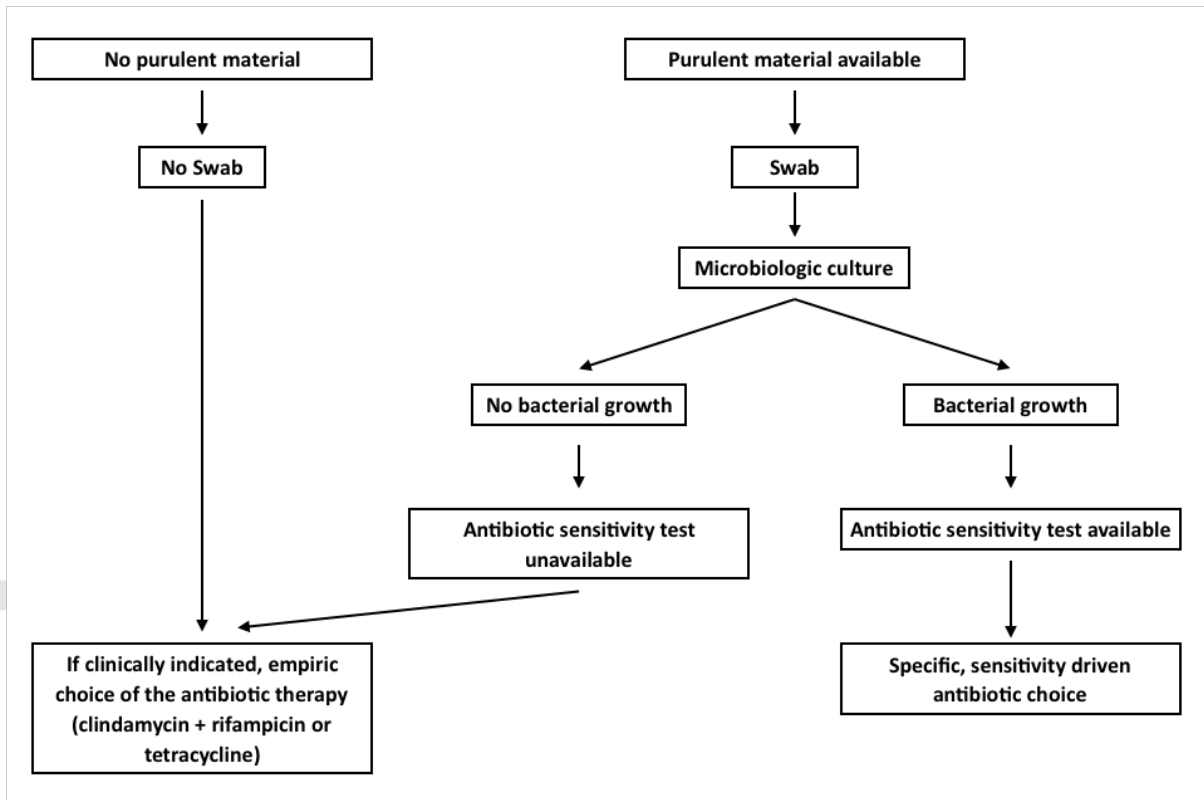 No purulent material
Purulent material available
No Swab
Swab
Microbiologic culture
No bacterial growth
Bacterial growth
Antibiotic sensitivity test
unavailable
Antibiotic sensitivity test available
If clinically indicated, empiric
choice of the antibiotic therapy
(clindamycin + rifampicin or
tetracycline)
Specific, sensitivity driven
antibiotic choice